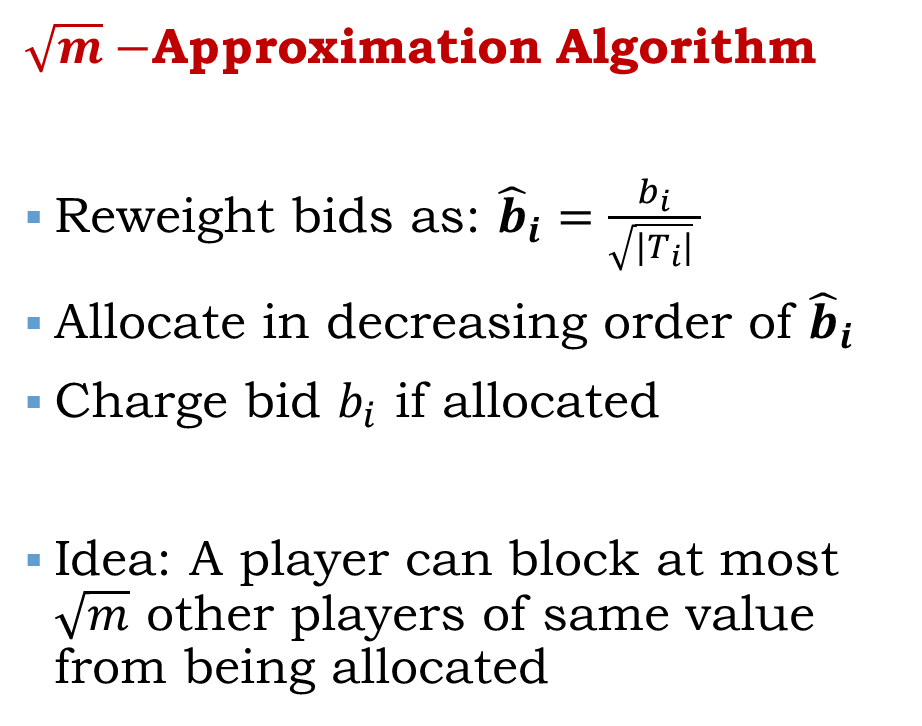 √m −Approximation Algorithm
▪ Reweight bids as: b̂ᵢ = bᵢ / √|Tᵢ|
▪ Allocate in decreasing order of b̂ᵢ
▪ Charge bid bᵢ if allocated
▪ Idea: A player can block at most
√m other players of same value
from being allocated